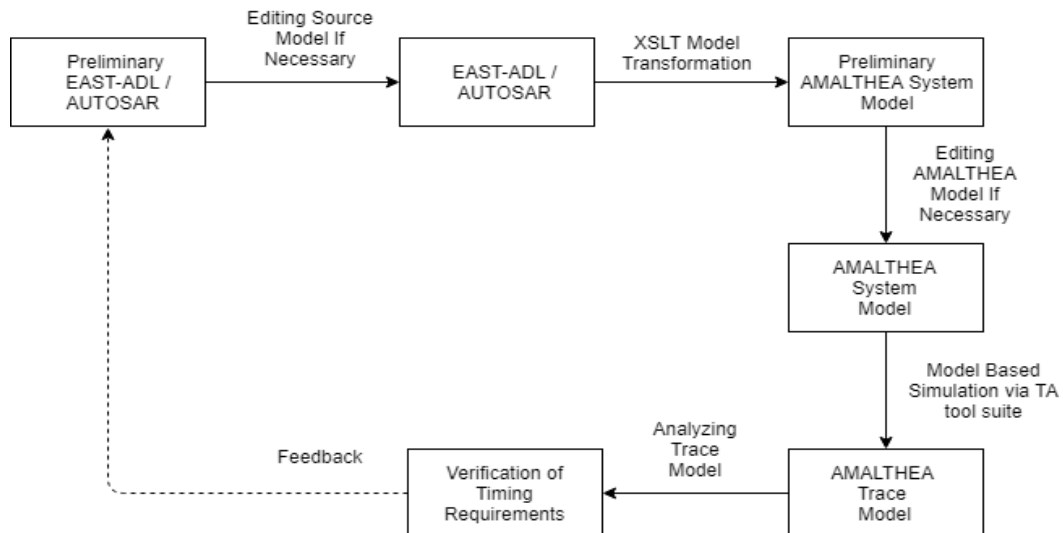 Preliminary
EAST-ADL /
AUTOSAR
Editing Source
Model If
Necessary
EAST-ADL /
AUTOSAR
XSLT Model
Transformation
Preliminary
AMALTHEA System
Model
Editing
AMALTHEA
Model If
Necessary
AMALTHEA
System
Model
Model Based
Simulation via TA
tool suite
AMALTHEA
Trace
Model
Analyzing
Trace
Model
Verification of
Timing
Requirements
Feedback